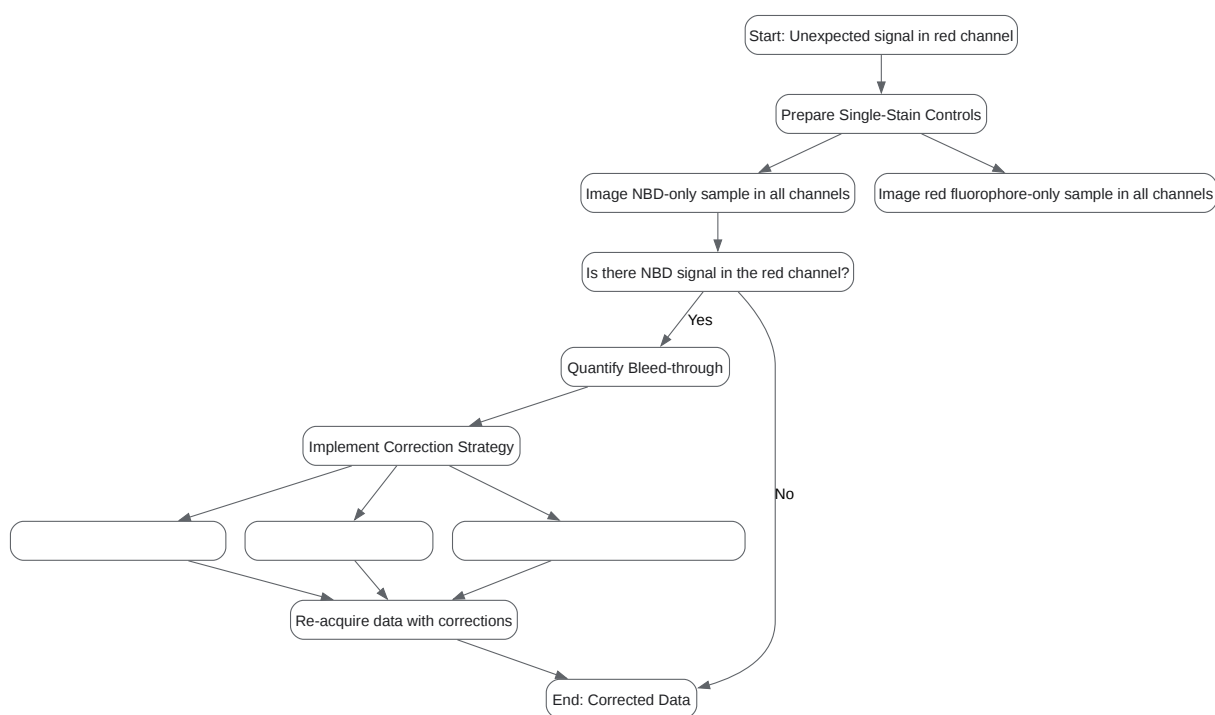 Start: Unexpected signal in red channel
Prepare Single-Stain Controls
Image NBD-only sample in all channels
Image red fluorophore-only sample in all channels
Is there NBD signal in the red channel?
Yes
Quantify Bleed-through
Implement Correction Strategy
No
Re-acquire data with corrections
End: Corrected Data